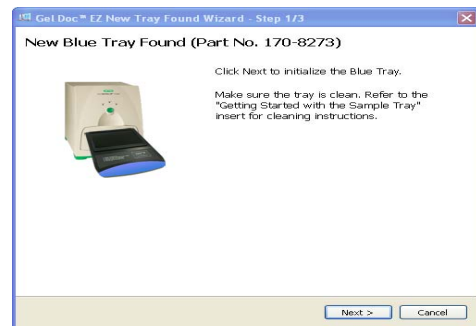 Gel Doc™ EZ New Tray Found Wizard - Step 1/3
New Blue Tray Found (Part No. 170-8273)
Click Next to initialize the Blue Tray.
Make sure the tray is clean. Refer to the
"Getting Started with the Sample Tray"
insert for cleaning instructions.
Next >
Cancel